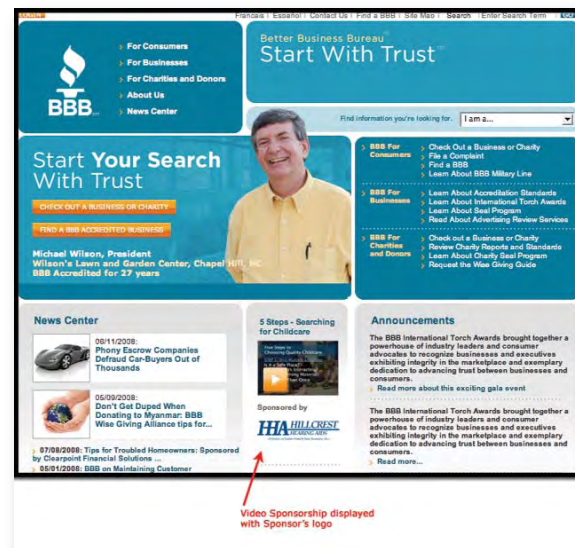 Francais | Español | Contact Us | Find a BBB | Site Map | Search | Enter Search Term | GO
BBB
> For Consumers
> For Businesses
> For Charities and Donors
> About Us
> News Center
Better Business Bureau
Start With Trust
Find information you're looking for.
I am a...
Start Your Search
With Trust
CHECK OUT A BUSINESS OR CHARITY
FIND A BBB ACCREDITED BUSINESS
Michael Wilson, President
Wilson's Lawn and Garden Center, Chapel Hill, NC
BBB Accredited for 27 years
> BBB For
Consumers
> Check Out a Business or Charity
> File a Complaint
> Find a BBB
> Learn About BBB Military Line
> BBB For
Businesses
> Learn About Accreditation Standards
> Learn About International Torch Awards
> Learn About Seal Program
> Read About Advertising Review Services
> BBB For
Charities
and Donors
> Check out a Business or Charity
> Review Charity Reports and Standards
> Learn About Charity Seal Program
> Request the Wise Giving Guide
News Center
08/11/2008:
Phony Escrow Companies
Defraud Car-Buyers Out of
Thousands
05/09/2008:
Don't Get Duped When
Donating to Myanmar: BBB
Wise Giving Alliance tips for...
> 07/08/2008: Tips for Troubled Homeowners: Sponsored
by Clearpoint Financial Solutions ...
> 05/01/2008: BBB on Maintaining Customer
5 Steps - Searching
for Childcare
Five Steps to
Choosing Quality Childcare
Sponsored by
HHA HILLCREST
HEARING AIDS
Announcements
The BBB International Torch Awards brought together a
powerhouse of industry leaders and consumer
advocates to recognize businesses and executives
exhibiting integrity in the marketplace and exemplary
dedication to advancing trust between businesses and
consumers.
> Read more about this exciting gala event
The BBB International Torch Awards brought together a
powerhouse of industry leaders and consumer
advocates to recognize businesses and executives
exhibiting integrity in the marketplace and exemplary
dedication to advancing trust between businesses and
consumers.
> Read more...
Video Sponsorship displayed
with Sponsor's logo